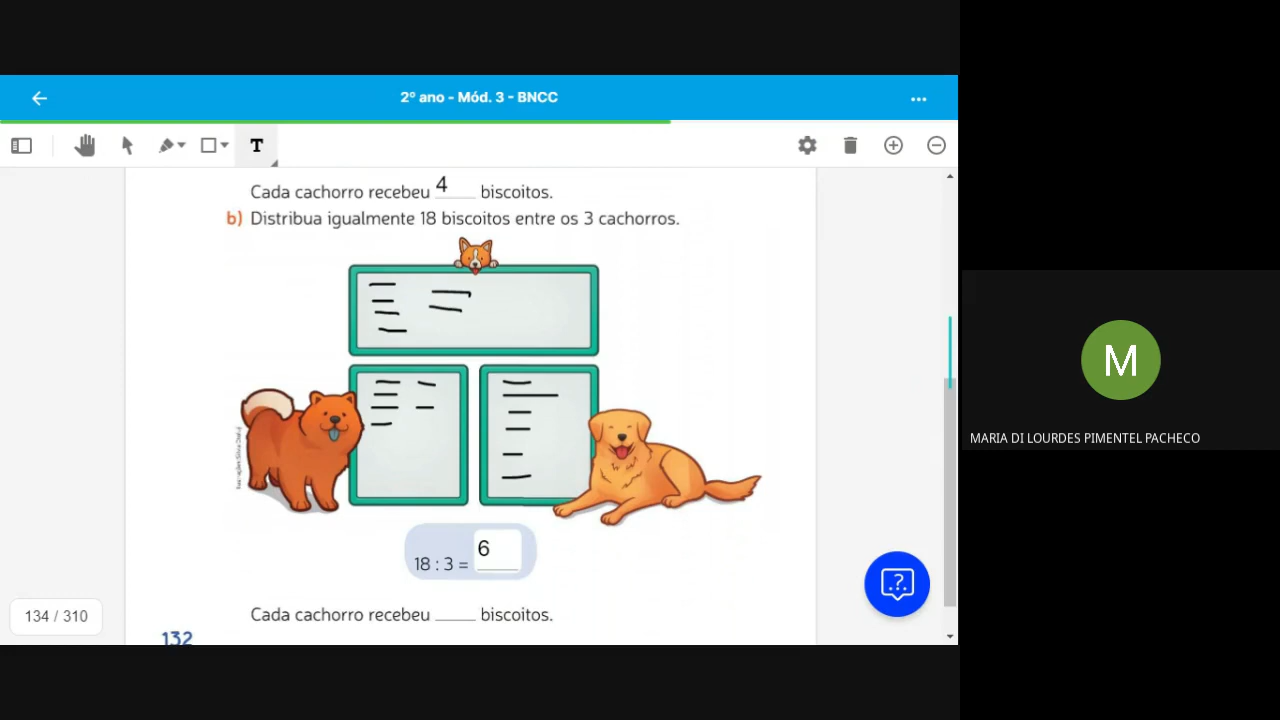 2º ano - Mód. 3 - BNCC
T
Cada cachorro recebeu 4 biscoitos.
b) Distribua igualmente 18 biscoitos entre os 3 cachorros.
18 : 3 = 6
Cada cachorro recebeu ____ biscoitos.
132
134 / 310
?
M
MARIA DI LOURDES PIMENTEL PACHECO